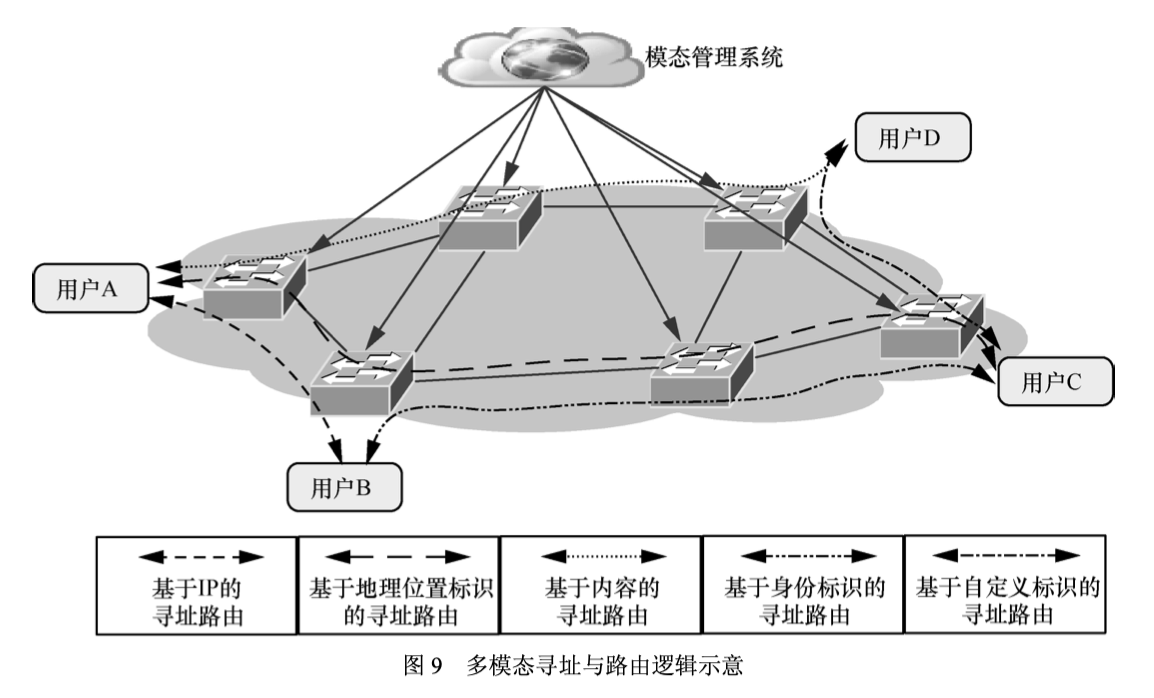 模态管理系统
用户D
用户A
用户C
用户B
基于IP的
寻址路由
基于地理位置标识
的寻址路由
基于内容的
寻址路由
基于身份标识的
寻址路由
基于自定义标识的
寻址路由
图 9 多模态寻址与路由逻辑示意